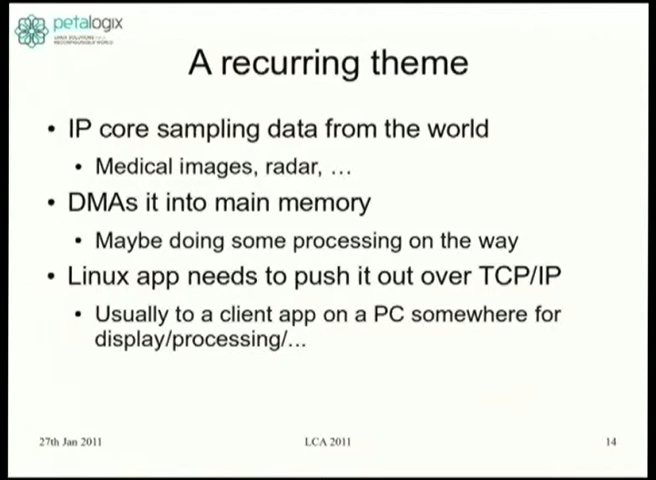 petalogix
A recurring theme
• IP core sampling data from the world
• Medical images, radar, …
• DMAs it into main memory
• Maybe doing some processing on the way
• Linux app needs to push it out over TCP/IP
• Usually to a client app on a PC somewhere for
display/processing/...
27th Jan 2011
LCA 2011
14